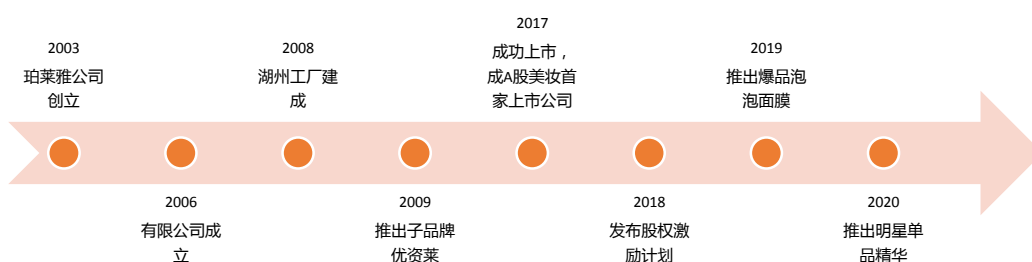 2003
珀莱雅公司
创立
2006
有限公司成
立
2008
湖州工厂建
成
2009
推出子品牌
优资莱
2017
成功上市，
成A股美妆首
家上市公司
2018
发布股权激
励计划
2019
推出爆品泡
泡面膜
2020
推出明星单
品精华